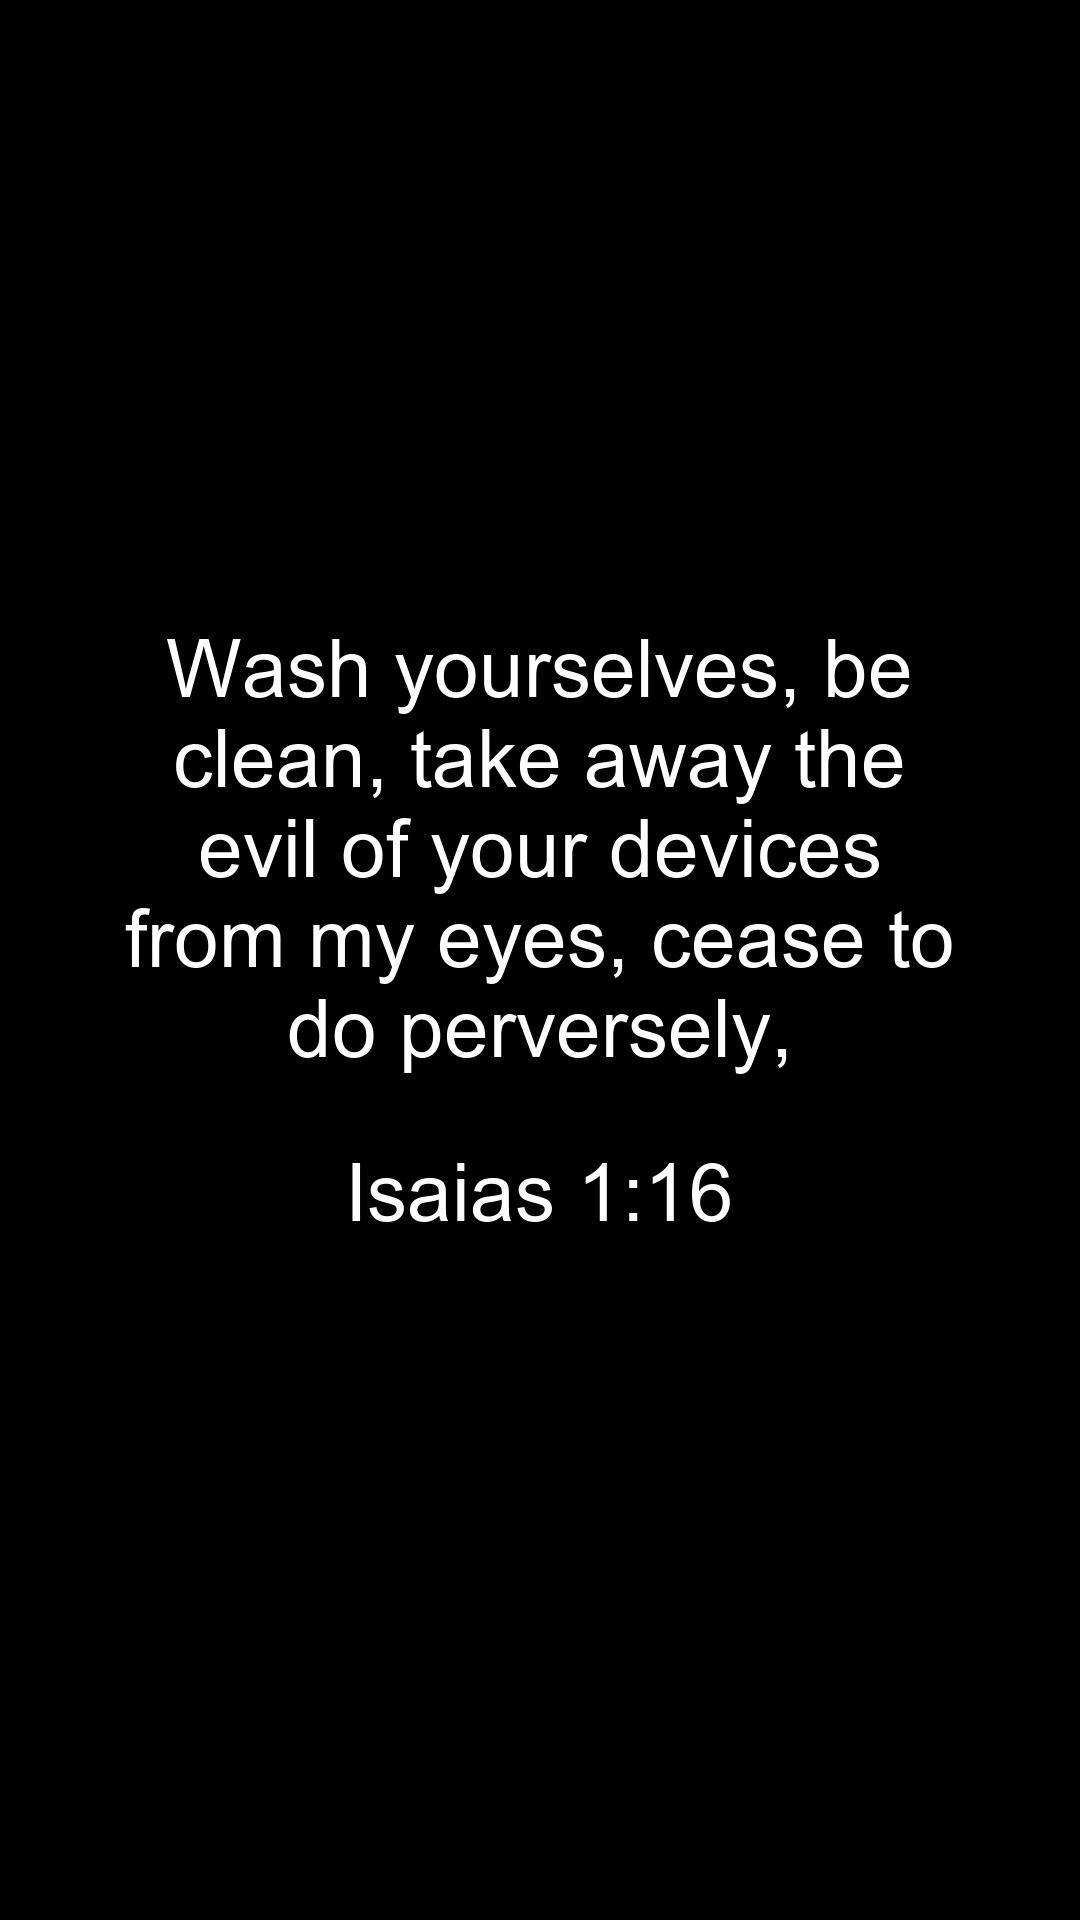 Wash yourselves, be
clean, take away the
evil of your devices
from my eyes, cease to
do perversely,
Isaias 1:16